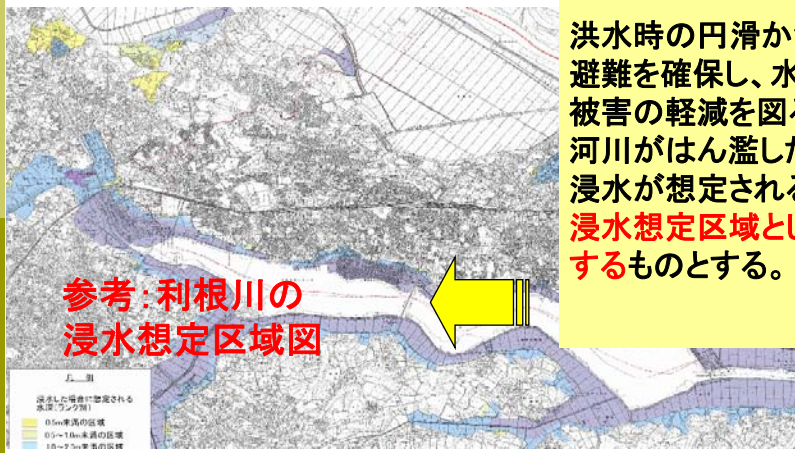 洪水時の円滑か
避難を確保し、水
被害の軽減を図
河川がはん濫し
浸水が想定され
浸水想定区域と
するものとする。
参考：利根川の
浸水想定区域図
凡 例
浸水した場合に想定される
水深(ランク別)
0.5m未満の区域
0.5～1.0m未満の区域
1.0～2.0m未満の区域